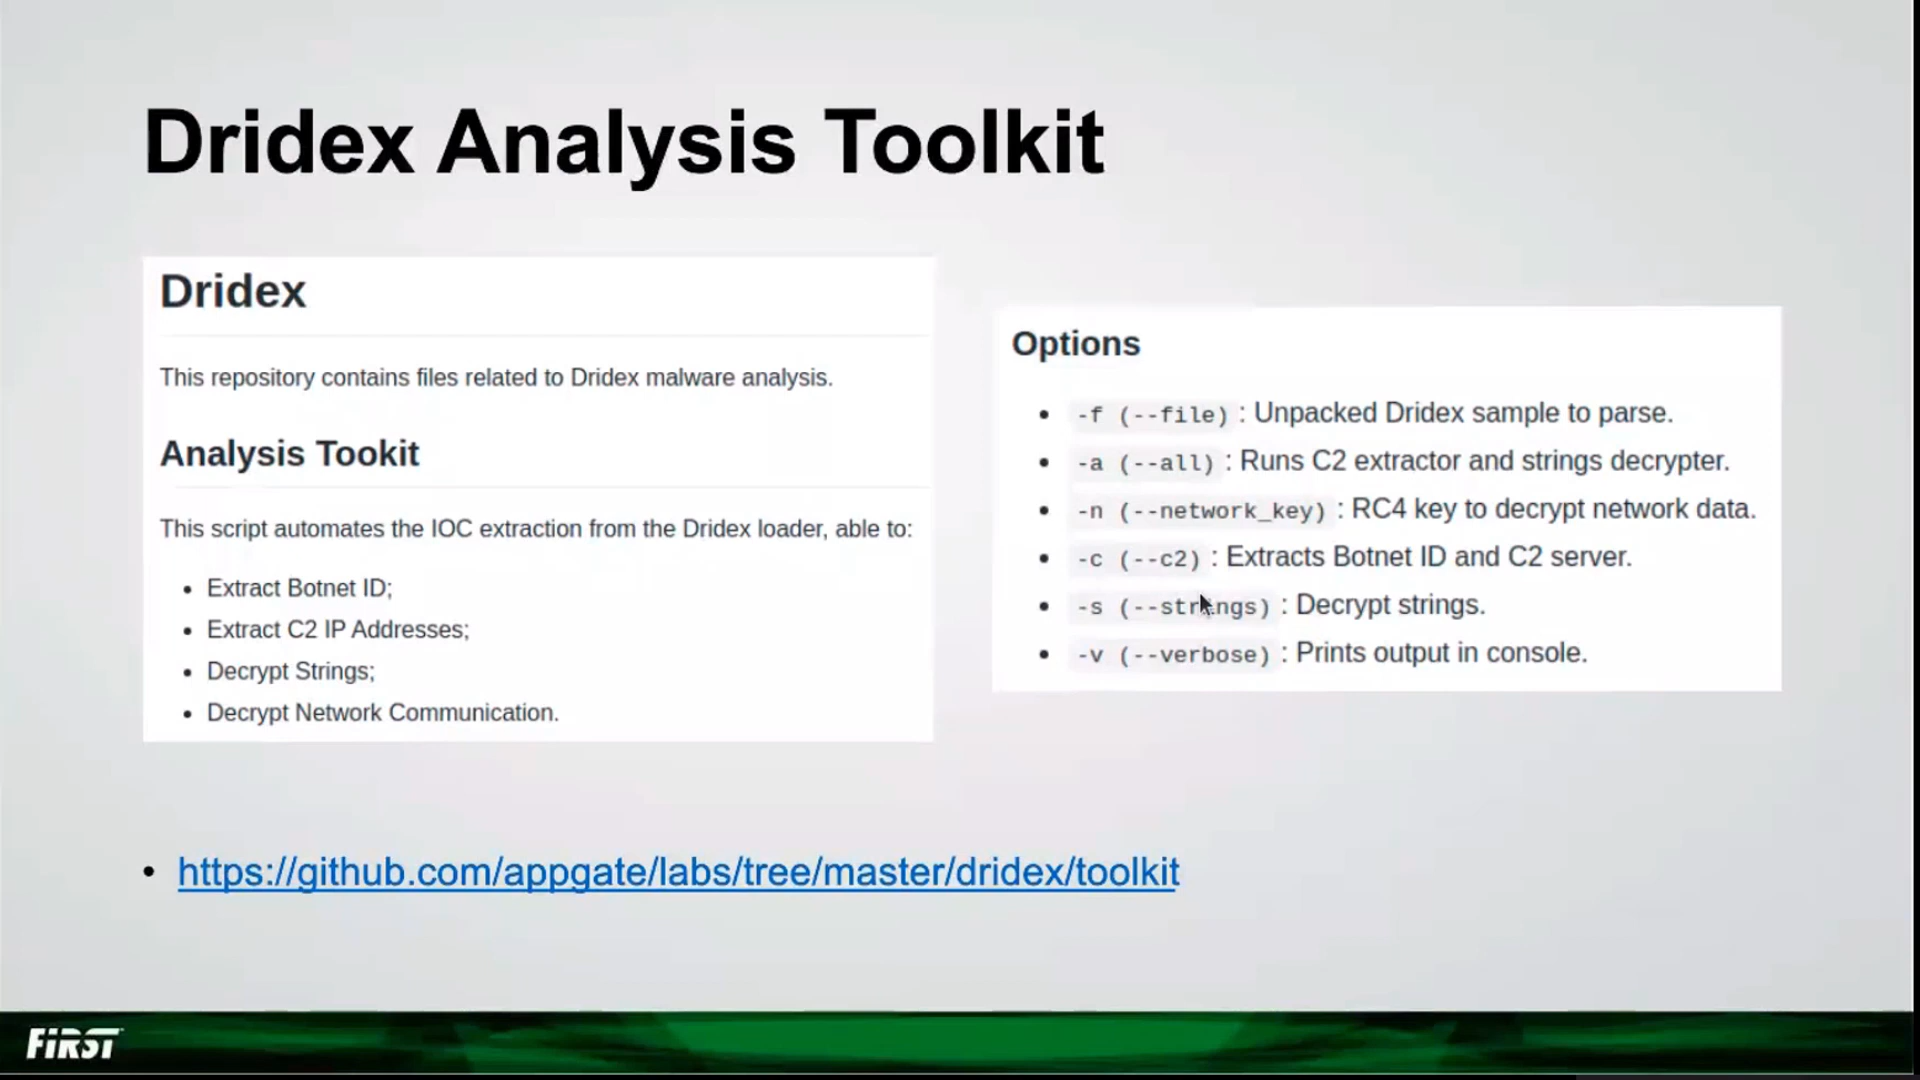 Dridex Analysis Toolkit
Dridex
This repository contains files related to Dridex malware analysis.
Analysis Tookit
This script automates the IOC extraction from the Dridex loader, able to:
• Extract Botnet ID;
• Extract C2 IP Addresses;
• Decrypt Strings;
• Decrypt Network Communication.
Options
• -f (--file) : Unpacked Dridex sample to parse.
• -a (--all) : Runs C2 extractor and strings decrypter.
• -n (--network_key) : RC4 key to decrypt network data.
• -c (--c2) : Extracts Botnet ID and C2 server.
• -s (--strings) : Decrypt strings.
• -v (--verbose) : Prints output in console.
• https://github.com/appgate/labs/tree/master/dridex/toolkit
FiRST